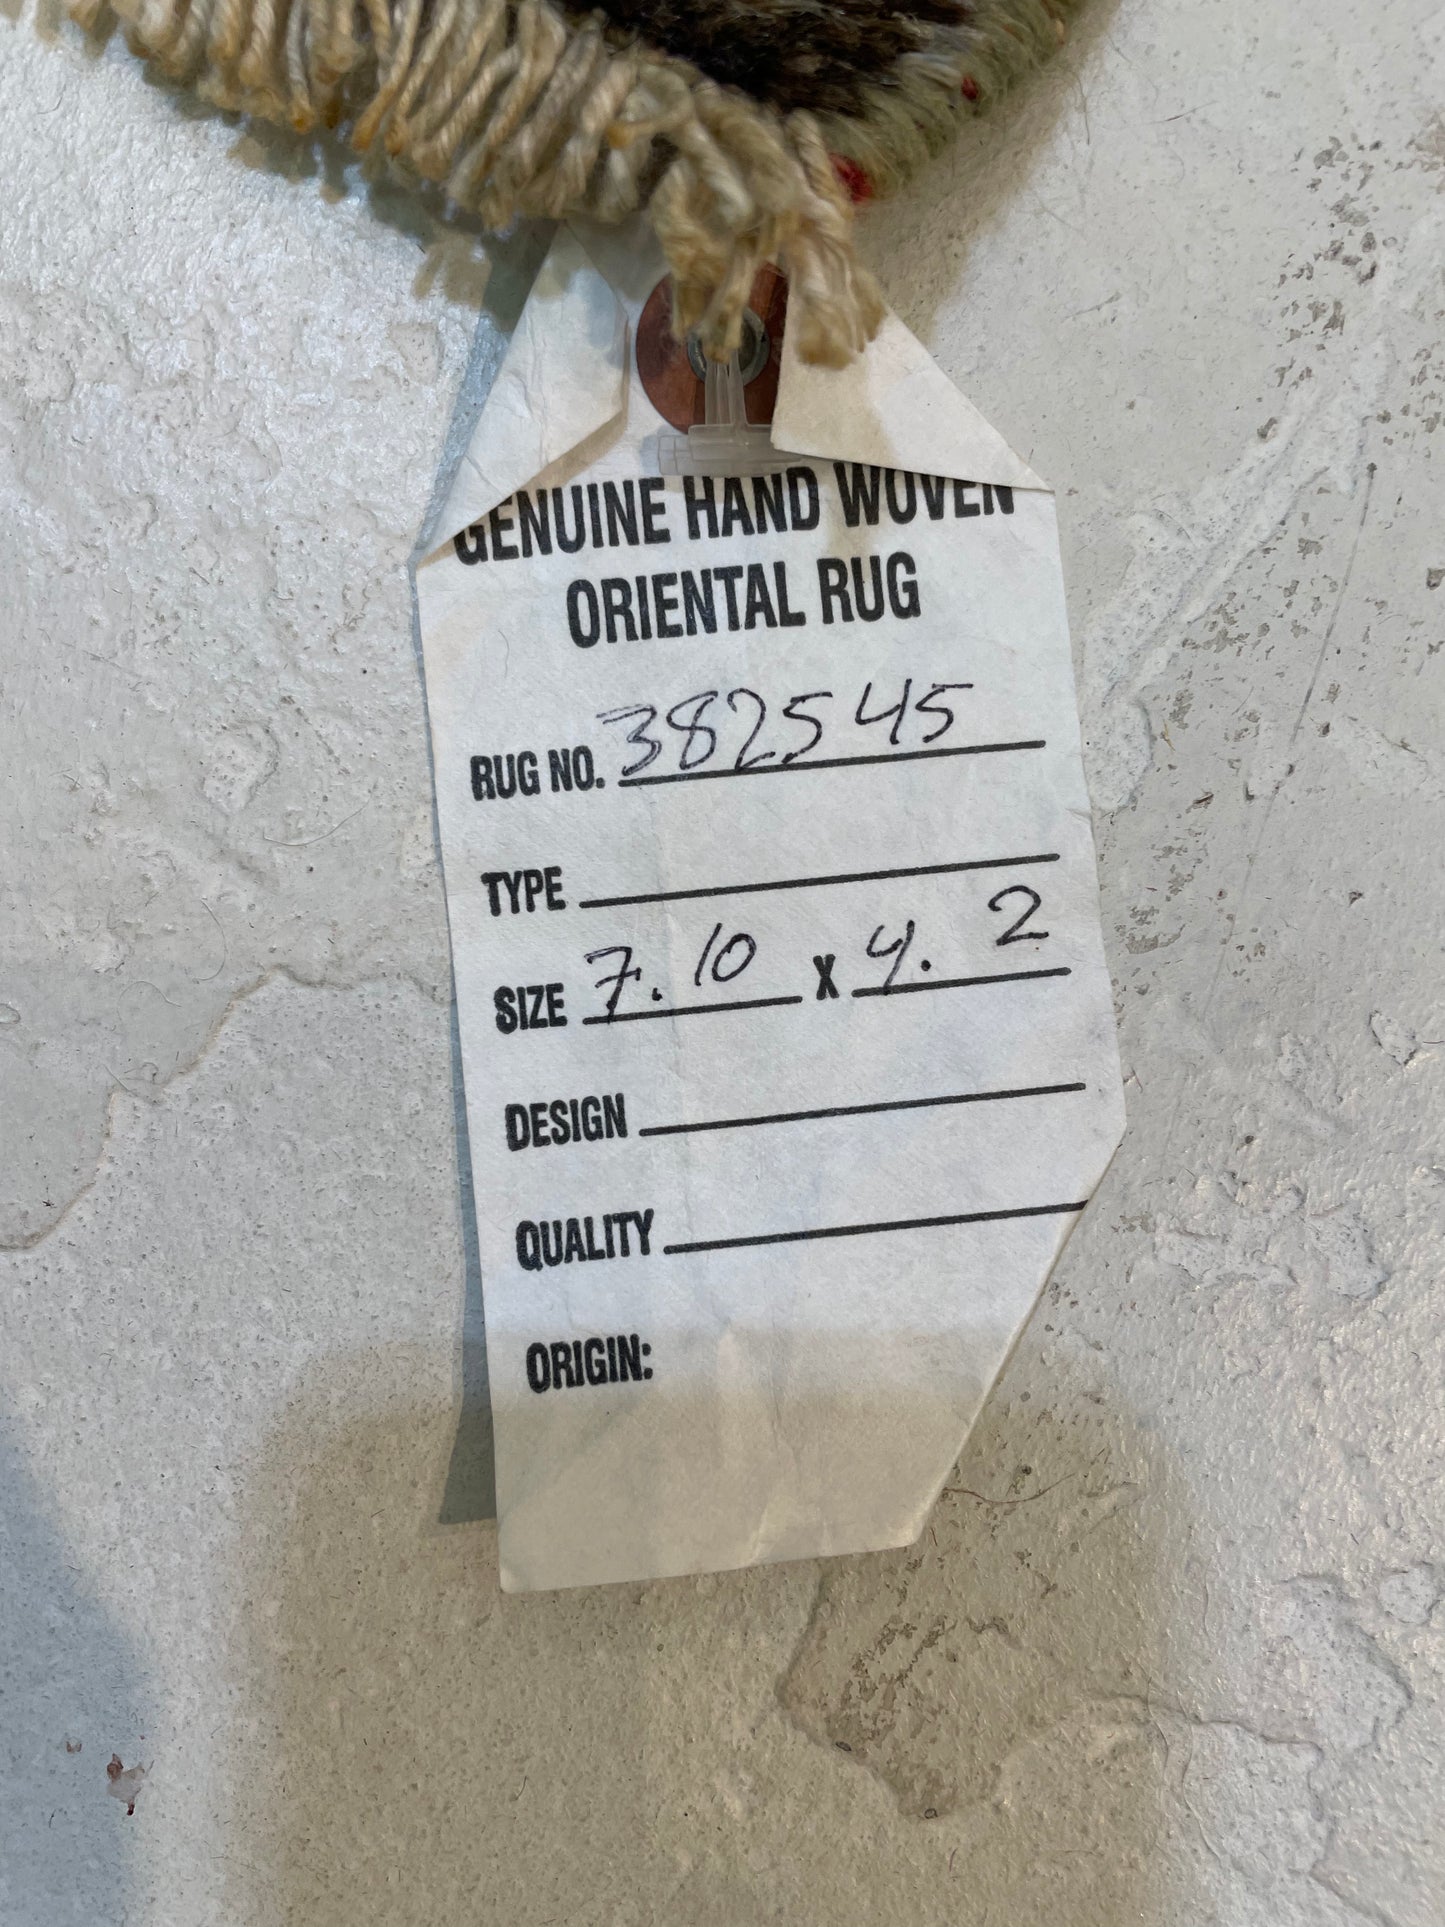 GENUINE HAND WOVEN
ORIENTAL RUG
RUG NO. 382545
TYPE
SIZE 7.10 X 4.2
DESIGN
QUALITY
ORIGIN: